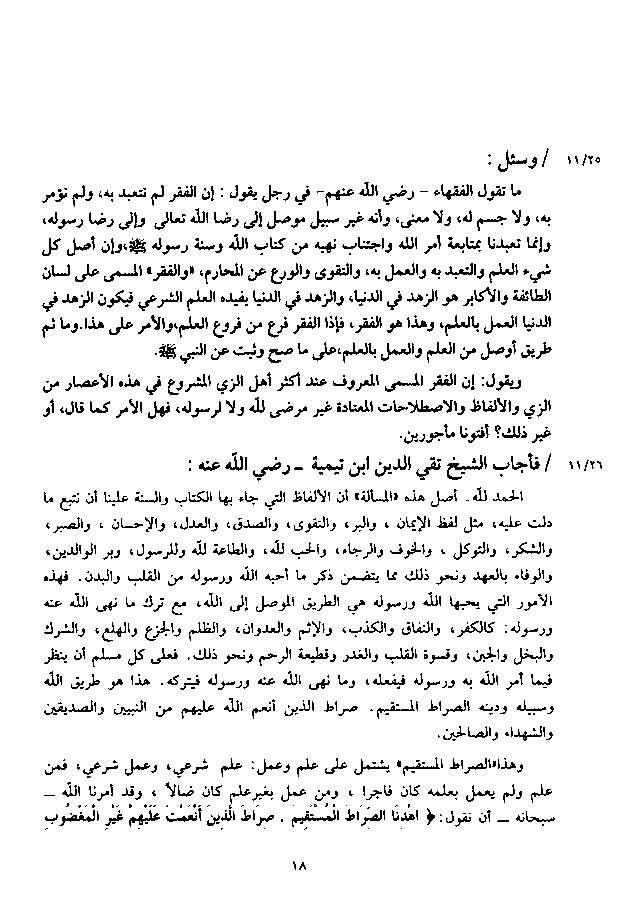 ١١/٢٥ / وسئل :
ما تقول الفقهاء - رضي الله عنهم- في رجل يقول : إن الفقر لم نتعبد به، ولم نؤمر
به، ولا جسم له، ولا معنى، وأنه غير سبيل موصل إلى رضا الله تعالى وإلى رضا رسوله،
وإنما تعبدنا بمتابعة أمر الله واجتناب نهيه من كتاب الله وسنة رسوله ﷺ،وإن أصل كل
شيء العلم والتعبد به والعمل به، والتقوى والورع عن المحارم، «والفقر» المسمى على لسان
الطائفة والأكابر هو الزهد في الدنيا، والزهد في الدنيا يفيده العلم الشرعي فيكون الزهد في
الدنيا العمل بالعلم، وهذا هو الفقر، فإذا الفقر فرع من فروع العلم،والأمر على هذا.وما ثم
طريق أوصل من العلم والعمل بالعلم،على ما صح وثبت عن النبي ﷺ.
ويقول: إن الفقر المسمى المعروف عند أكثر أهل الزي المشروع في هذه الأعصار من
الزي والألفاظ والاصطلاحات المعتادة غير مرضى لله ولا لرسوله، فهل الأمر كما قال، أو
غير ذلك؟ أفتونا مأجورين.
١١/٢٦ / فأجاب الشيخ تقي الدين ابن تيمية ــ رضي الله عنه :
الحمد لله. أصل هذه «المسألة» أن الألفاظ التي جاء بها الكتاب والسنة علينا أن نتبع ما
دلت عليه، مثل لفظ الإيمان ، والبر، والتقوى، والصدق، والعدل، والإحسان ، والصبر،
والشكر، والتوكل ، والخوف والرجاء، والحب لله، والطاعة لله وللرسول، وبر الوالدين،
والوفاء بالعهد ونحو ذلك مما يتضمن ذكر ما أحبه الله ورسوله من القلب والبدن. فهذه
الأمور التي يحبها الله ورسوله هي الطريق الموصل إلى الله، مع ترك ما نهى الله عنه
ورسوله: كالكفر، والنفاق والكذب، والإثم والعدوان، والظلم والجزع والهلع، والشرك
والبخل والجبن، وقسوة القلب والغدر وقطيعة الرحم ونحو ذلك. فعلى كل مسلم أن ينظر
فيما أمر الله به ورسوله فيفعله، وما نهى الله عنه ورسوله فيتركه. هذا هو طريق الله
وسبيله ودينه الصراط المستقيم. صراط الذين أنعم الله عليهم من النبيين والصديقين
والشهداء والصالحين.
وهذا«الصراط المستقيم» يشتمل على علم وعمل: علم شرعي، وعمل شرعي، فمن
علم ولم يعمل بعلمه كان فاجرا ، ومن عمل بغيرعلم كان ضالاً ، وقد أمرنا الله ــ
سبحانه ــ أن نقول:﴿ اهْدِنَا الصِّرَاطَ الْمُسْتَقِيمَ . صِرَاطَ الَّذِينَ أَنْعَمْتَ عَلَيْهِمْ غَيْرِ الْمَغْضُوبِ
١٨